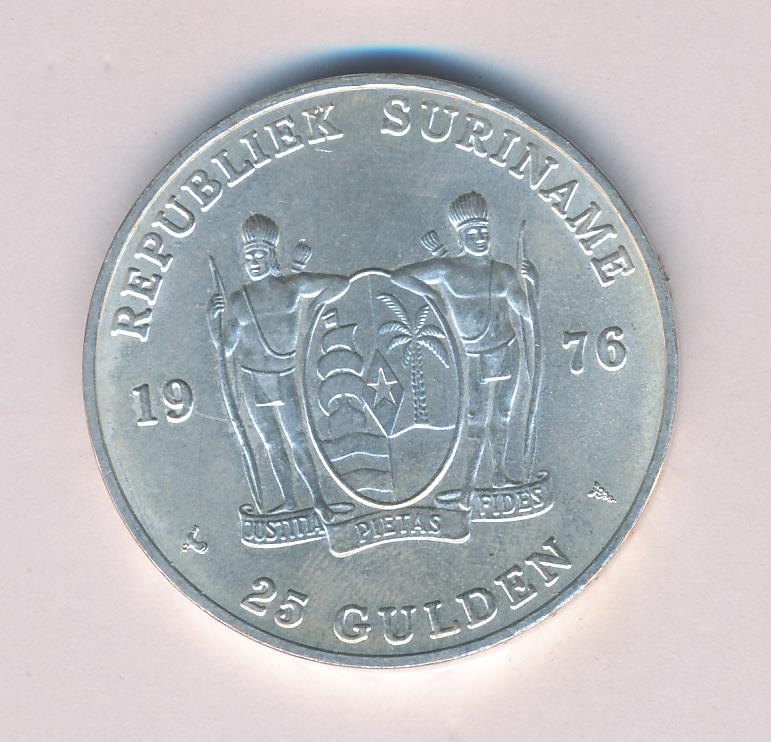 REPUBLIEK SURINAME
19 76
JUSTITIA PIETAS FIDES
25 GULDEN